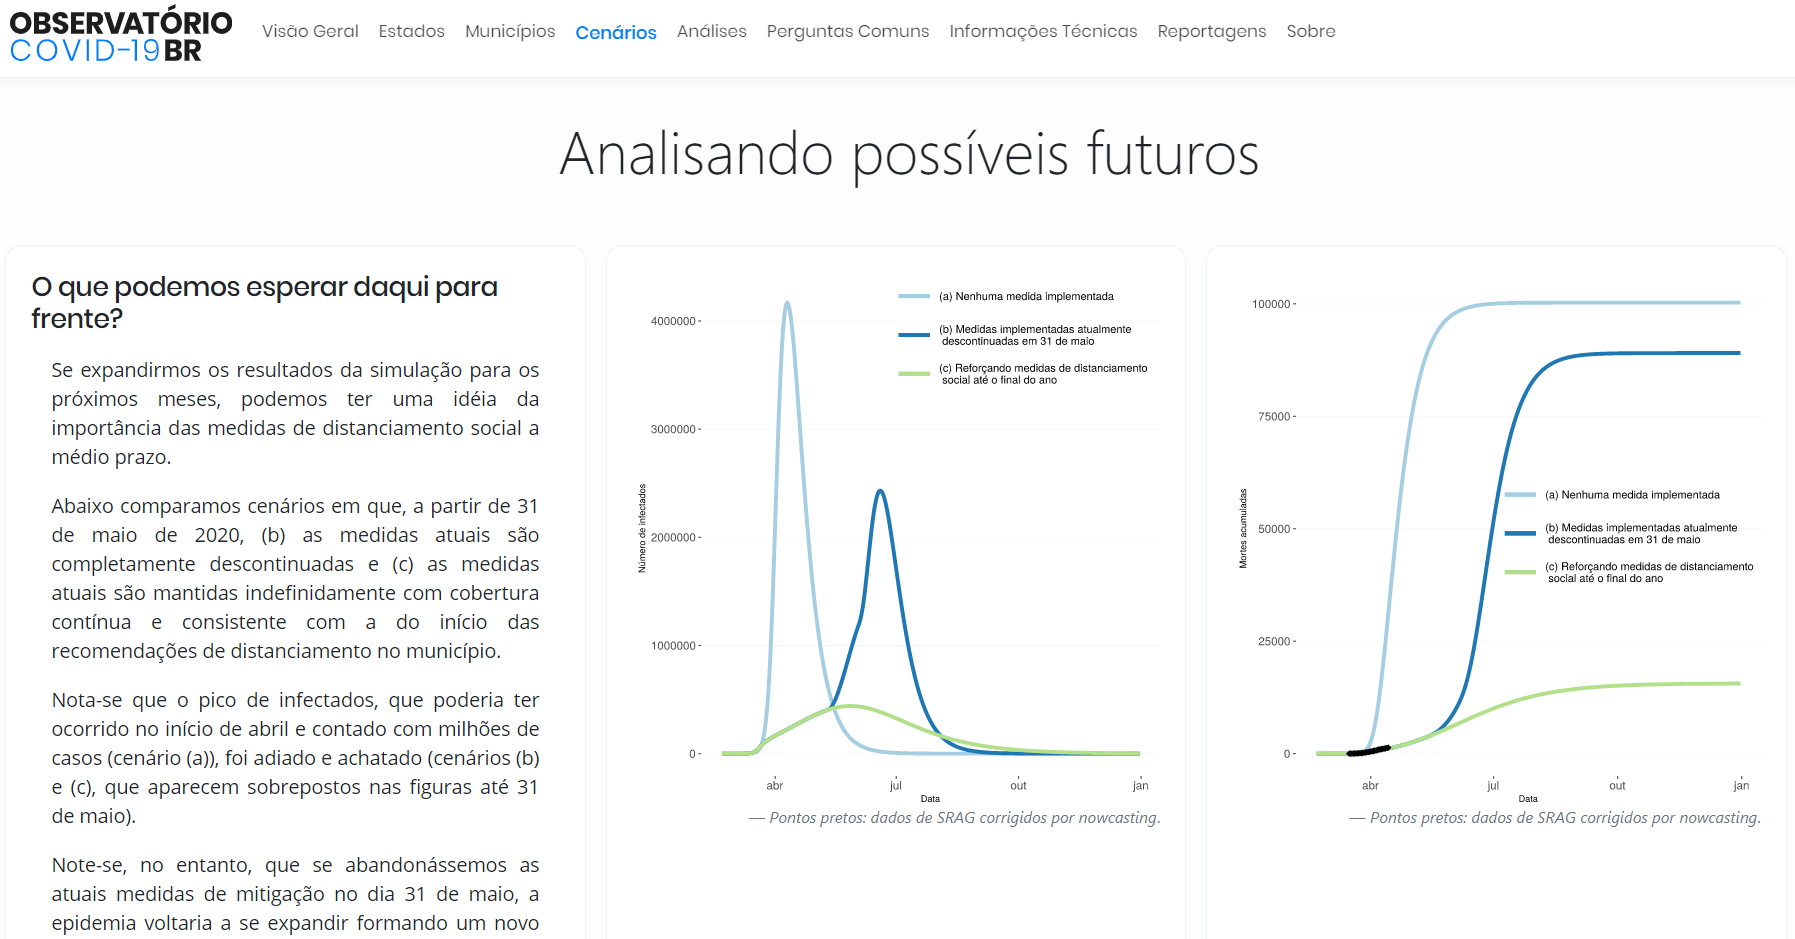 OBSERVATÓRIO
COVID-19 BR
Visão Geral Estados Municípios Cenários Análises Perguntas Comuns Informações Técnicas Reportagens Sobre
Analisando possíveis futuros
O que podemos esperar daqui para
frente?
Se expandirmos os resultados da simulação para os
próximos meses, podemos ter uma idéia da
importância das medidas de distanciamento social a
médio prazo.
Abaixo comparamos cenários em que, a partir de 31
de maio de 2020, (b) as medidas atuais são
completamente descontinuadas e (c) as medidas
atuais são mantidas indefinidamente com cobertura
contínua e consistente com a do início das
recomendações de distanciamento no município.
Nota-se que o pico de infectados, que poderia ter
ocorrido no início de abril e contado com milhões de
casos (cenário (a)), foi adiado e achatado (cenários (b)
e (c), que aparecem sobrepostos nas figuras até 31
de maio).
Note-se, no entanto, que se abandonássemos as
atuais medidas de mitigação no dia 31 de maio, a
epidemia voltaria a se expandir formando um novo
(a) Nenhuma medida implementada
(b) Medidas implementadas atualmente
descontinuadas em 31 de maio
(c) Reforçando medidas de distanciamento
social até o final do ano
4000000
3000000
2000000
1000000
0
Número de infectados
abr jul out jan
Data
— Pontos pretos: dados de SRAG corrigidos por nowcasting.
100000
75000
50000
25000
0
Mortes acumuladas
(a) Nenhuma medida implementada
(b) Medidas implementadas atualmente
descontinuadas em 31 de maio
(c) Reforçando medidas de distanciamento
social até o final do ano
abr jul out jan
Data
— Pontos pretos: dados de SRAG corrigidos por nowcasting.